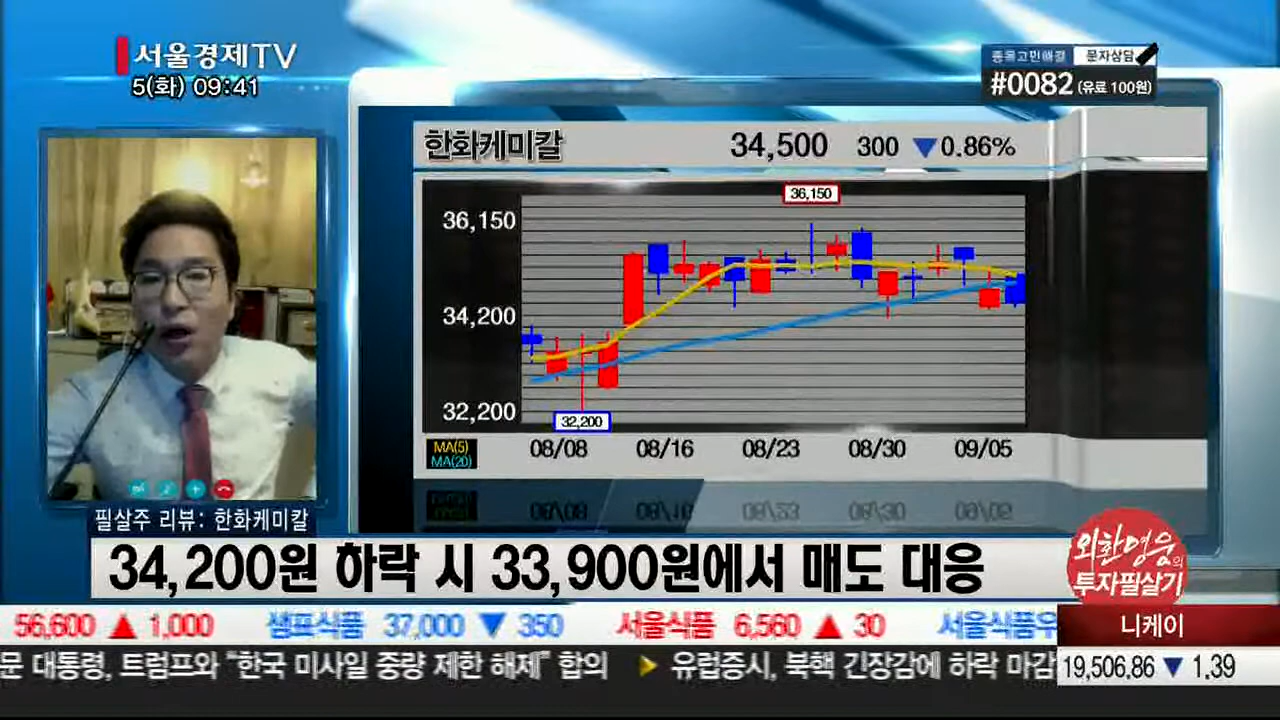 서울경제TV
5(화) 09:41
종목고민해결 문자상담
#0082 (유료 100원)
한화케미칼 34,500 300 ▼0.86%
36,150
36,150
34,200
32,200
32,200
MA(5)
MA(20)
08/08 08/16 08/23 08/30 09/05
필살주 리뷰: 한화케미칼
34,200원 하락 시 33,900원에서 매도 대응
외환영웅의
투자필살기
56,600 ▲ 1,000 샘표식품 37,000 ▼ 350 서울식품 6,560 ▲ 30 서울식품우
니케이
문 대통령, 트럼프와 “한국 미사일 중량 제한 해제” 합의 ▶ 유럽증시, 북핵 긴장감에 하락 마감
19,506.86 ▼ 1.39